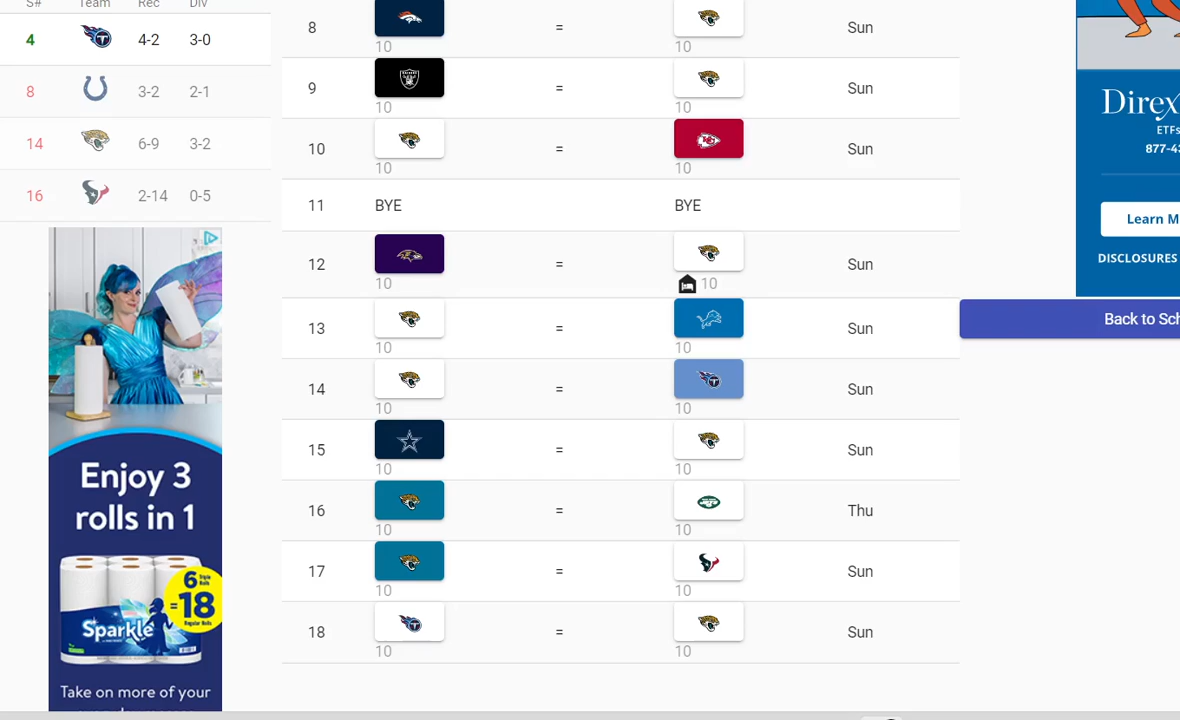 S# Team Rec Div
4 4-2 3-0
8 3-2 2-1
14 6-9 3-2
16 2-14 0-5
Enjoy 3
rolls in 1
6
=18
Sparkle
Take on more of your
8 = Sun
10 10
9 = Sun
10 10
10 = Sun
10 10
11 BYE BYE
12 = Sun
10 10
13 = Sun
10 10
14 = Sun
10 10
15 = Sun
10 10
16 = Thu
10 10
17 = Sun
10 10
18 = Sun
10 10
Direx
ETFs
877-43
Learn M
DISCLOSURES
Back to Sch